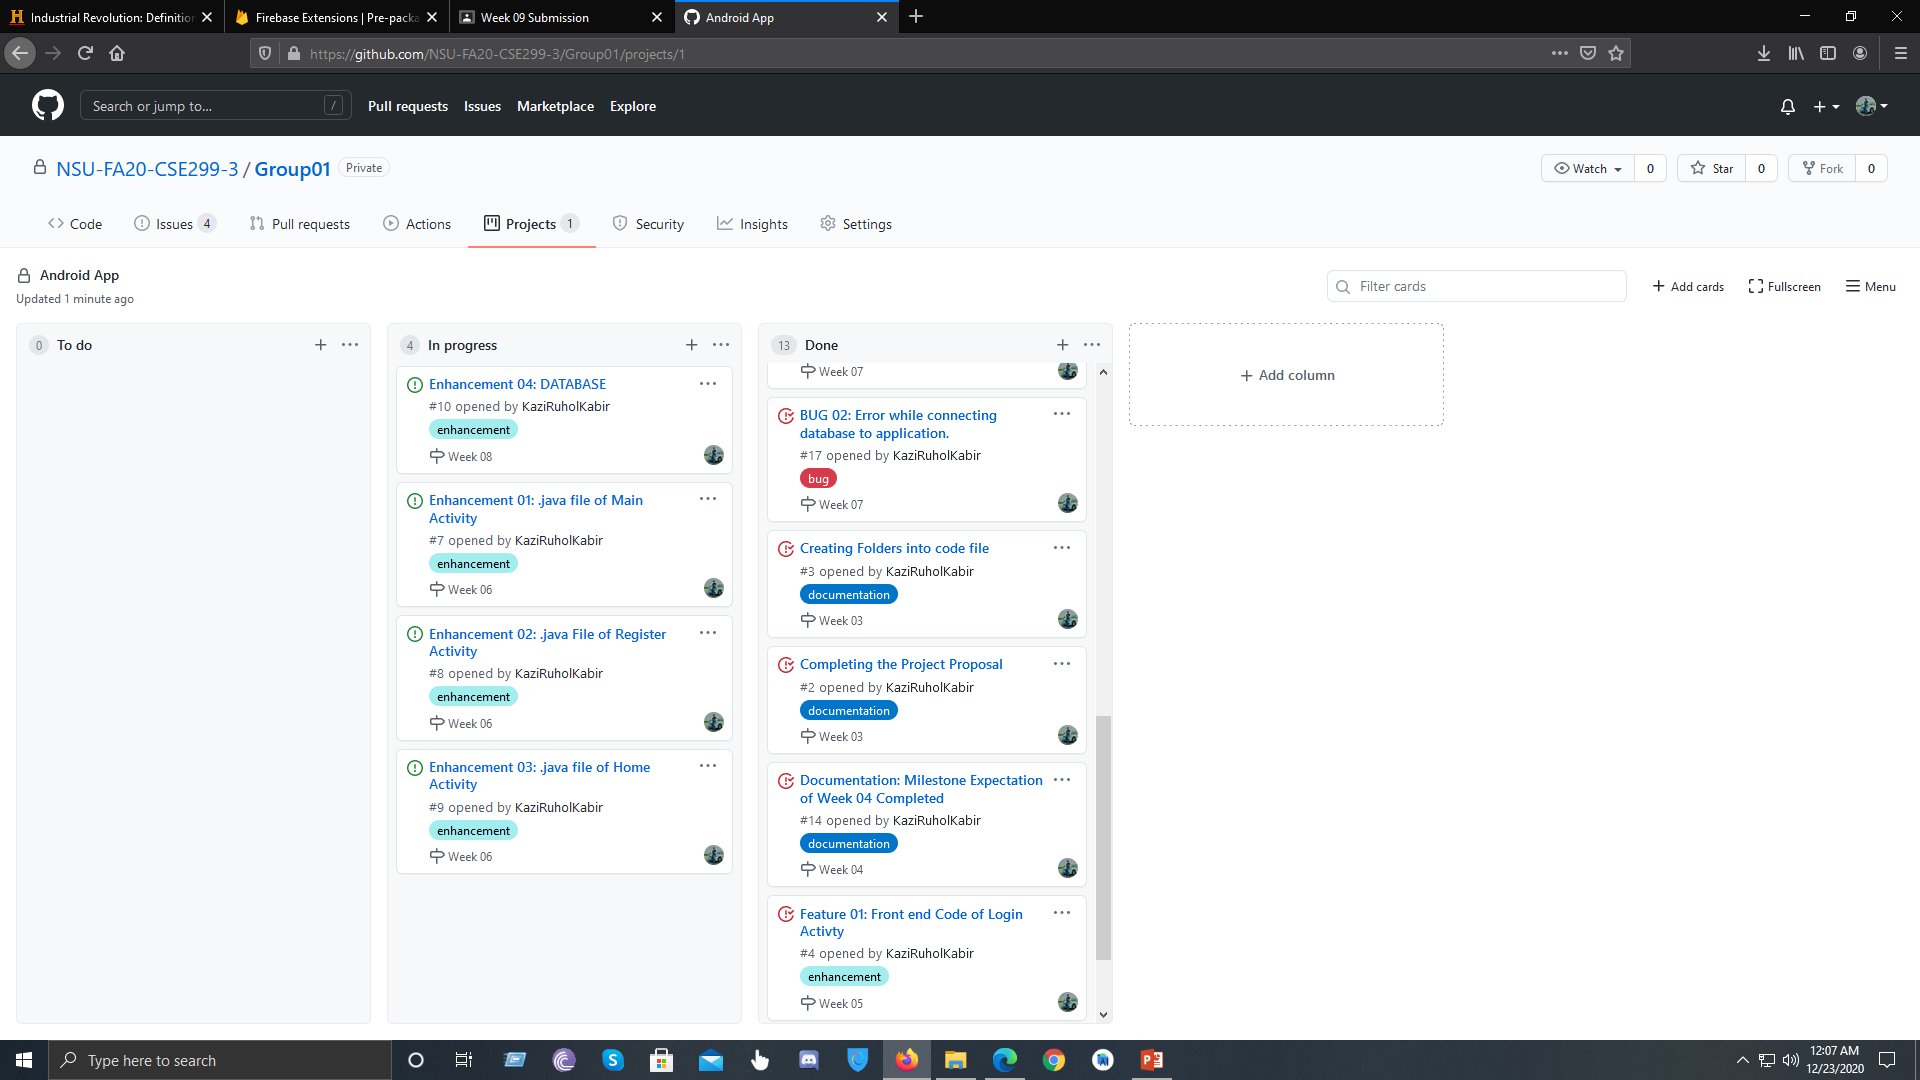 Industrial Revolution: Definition
Firebase Extensions | Pre-packa
Week 09 Submission
Android App
https://github.com/NSU-FA20-CSE299-3/Group01/projects/1
Search or jump to...
/
Pull requests
Issues
Marketplace
Explore
NSU-FA20-CSE299-3 / Group01
Private
Watch
0
Star
0
Fork
0
Code
Issues 4
Pull requests
Actions
Projects 1
Security
Insights
Settings
Android App
Updated 1 minute ago
Filter cards
Add cards
Fullscreen
Menu
0 To do
4 In progress
Enhancement 04: DATABASE
#10 opened by KaziRuholKabir
enhancement
Week 08
Enhancement 01: .java file of Main
Activity
#7 opened by KaziRuholKabir
enhancement
Week 06
Enhancement 02: .java File of Register
Activity
#8 opened by KaziRuholKabir
enhancement
Week 06
Enhancement 03: .java file of Home
Activity
#9 opened by KaziRuholKabir
enhancement
Week 06
13 Done
Week 07
BUG 02: Error while connecting
database to application.
#17 opened by KaziRuholKabir
bug
Week 07
Creating Folders into code file
#3 opened by KaziRuholKabir
documentation
Week 03
Completing the Project Proposal
#2 opened by KaziRuholKabir
documentation
Week 03
Documentation: Milestone Expectation
of Week 04 Completed
#14 opened by KaziRuholKabir
documentation
Week 04
Feature 01: Front end Code of Login
Activty
#4 opened by KaziRuholKabir
enhancement
Week 05
Add column
Type here to search
12:07 AM
12/23/2020